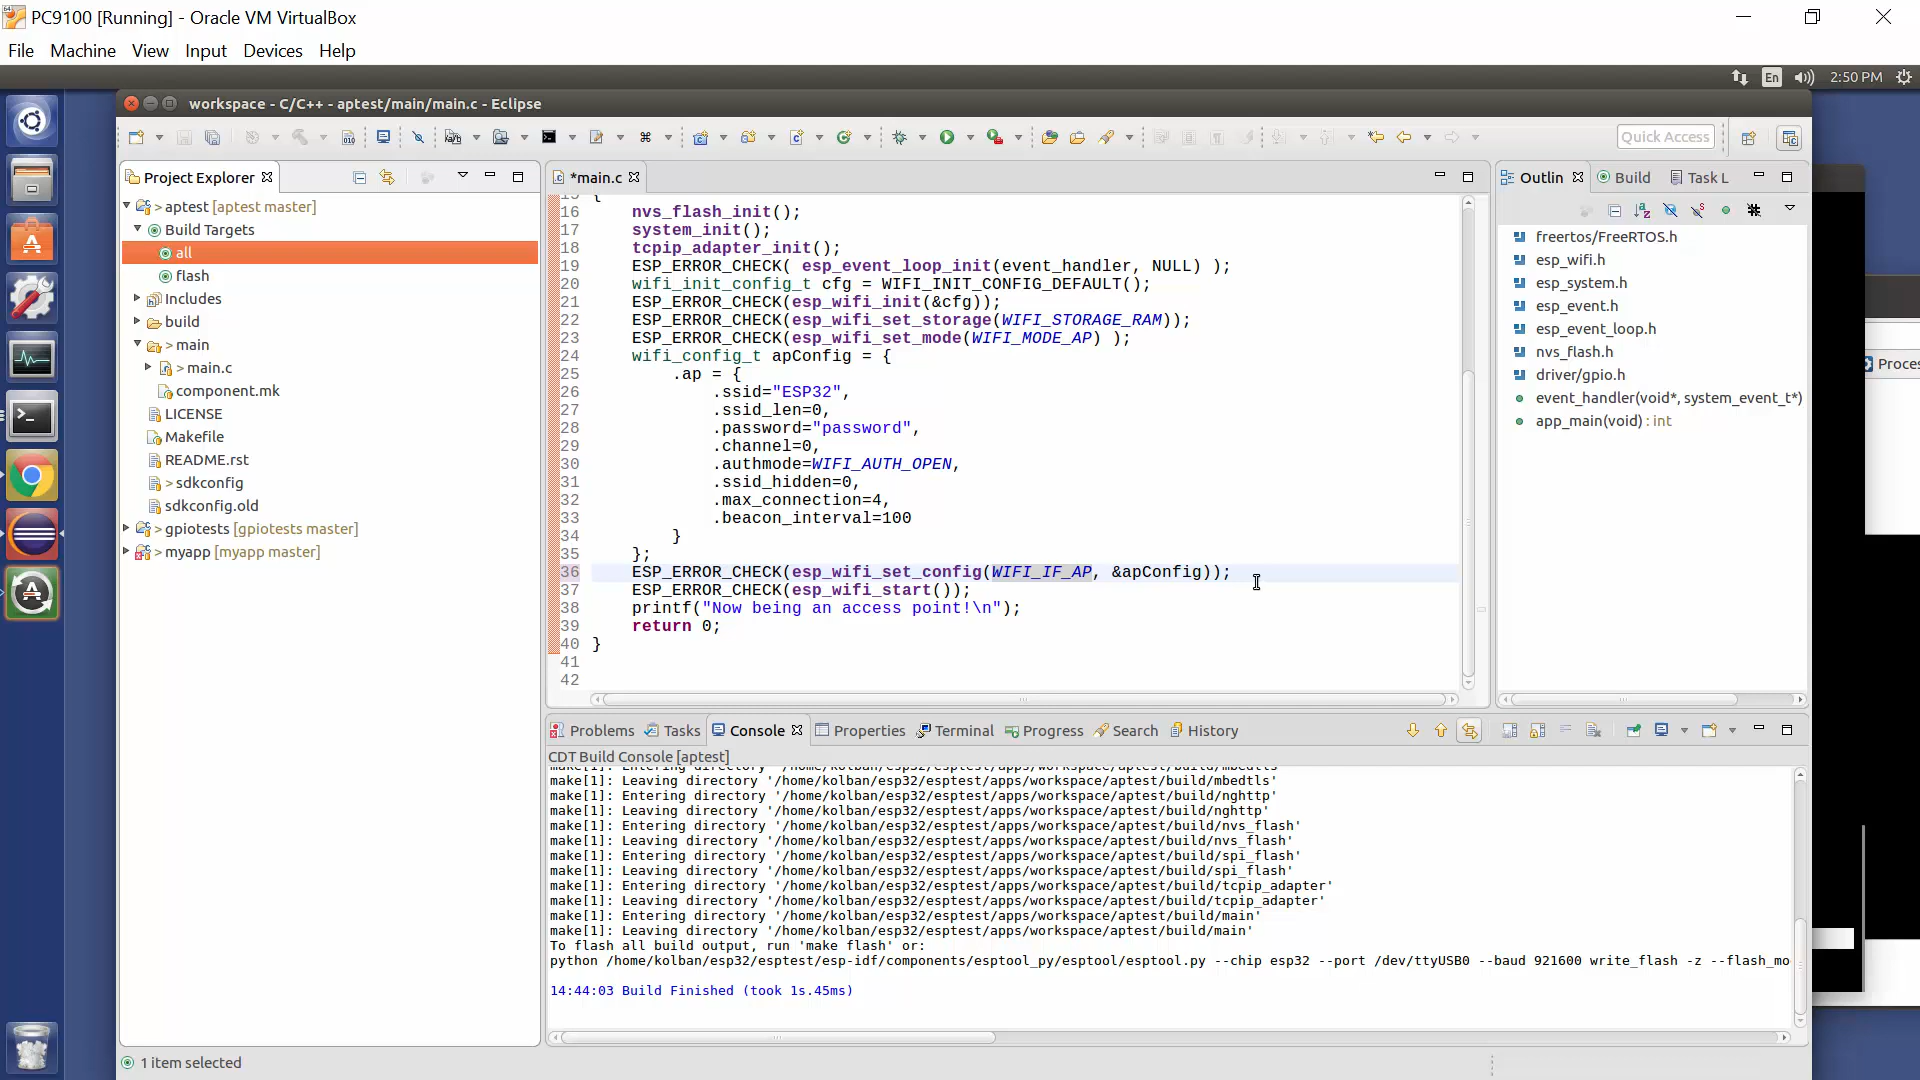 PC9100 [Running] - Oracle VM VirtualBox
File Machine View Input Devices Help
En 2:50 PM
workspace - C/C++ - aptest/main/main.c - Eclipse
Quick Access
Project Explorer
> aptest [aptest master]
Build Targets
all
flash
Includes
build
> main
> main.c
component.mk
LICENSE
Makefile
README.rst
> sdkconfig
sdkconfig.old
> gpiotests [gpiotests master]
> myapp [myapp master]
*main.c
15 {
16 nvs_flash_init();
17 system_init();
18 tcpip_adapter_init();
19 ESP_ERROR_CHECK( esp_event_loop_init(event_handler, NULL) );
20 wifi_init_config_t cfg = WIFI_INIT_CONFIG_DEFAULT();
21 ESP_ERROR_CHECK(esp_wifi_init(&cfg));
22 ESP_ERROR_CHECK(esp_wifi_set_storage(WIFI_STORAGE_RAM));
23 ESP_ERROR_CHECK(esp_wifi_set_mode(WIFI_MODE_AP) );
24 wifi_config_t apConfig = {
25 .ap = {
26 .ssid="ESP32",
27 .ssid_len=0,
28 .password="password",
29 .channel=0,
30 .authmode=WIFI_AUTH_OPEN,
31 .ssid_hidden=0,
32 .max_connection=4,
33 .beacon_interval=100
34 }
35 };
36 ESP_ERROR_CHECK(esp_wifi_set_config(WIFI_IF_AP, &apConfig));
37 ESP_ERROR_CHECK(esp_wifi_start());
38 printf("Now being an access point!\n");
39 return 0;
40 }
41
42
Outlin Build Task L
freertos/FreeRTOS.h
esp_wifi.h
esp_system.h
esp_event.h
esp_event_loop.h
nvs_flash.h
driver/gpio.h
event_handler(void*, system_event_t*)
app_main(void) : int
Proces
Problems Tasks Console Properties Terminal Progress Search History
CDT Build Console [aptest]
make[1]: Entering directory '/home/kolban/esp32/esptest/apps/workspace/aptest/build/mbedtls'
make[1]: Leaving directory '/home/kolban/esp32/esptest/apps/workspace/aptest/build/mbedtls'
make[1]: Entering directory '/home/kolban/esp32/esptest/apps/workspace/aptest/build/nghttp'
make[1]: Leaving directory '/home/kolban/esp32/esptest/apps/workspace/aptest/build/nghttp'
make[1]: Entering directory '/home/kolban/esp32/esptest/apps/workspace/aptest/build/nvs_flash'
make[1]: Leaving directory '/home/kolban/esp32/esptest/apps/workspace/aptest/build/nvs_flash'
make[1]: Entering directory '/home/kolban/esp32/esptest/apps/workspace/aptest/build/spi_flash'
make[1]: Leaving directory '/home/kolban/esp32/esptest/apps/workspace/aptest/build/spi_flash'
make[1]: Entering directory '/home/kolban/esp32/esptest/apps/workspace/aptest/build/tcpip_adapter'
make[1]: Leaving directory '/home/kolban/esp32/esptest/apps/workspace/aptest/build/tcpip_adapter'
make[1]: Entering directory '/home/kolban/esp32/esptest/apps/workspace/aptest/build/main'
make[1]: Leaving directory '/home/kolban/esp32/esptest/apps/workspace/aptest/build/main'
To flash all build output, run 'make flash' or:
python /home/kolban/esp32/esptest/esp-idf/components/esptool_py/esptool/esptool.py --chip esp32 --port /dev/ttyUSB0 --baud 921600 write_flash -z --flash_mo
14:44:03 Build Finished (took 1s.45ms)
1 item selected